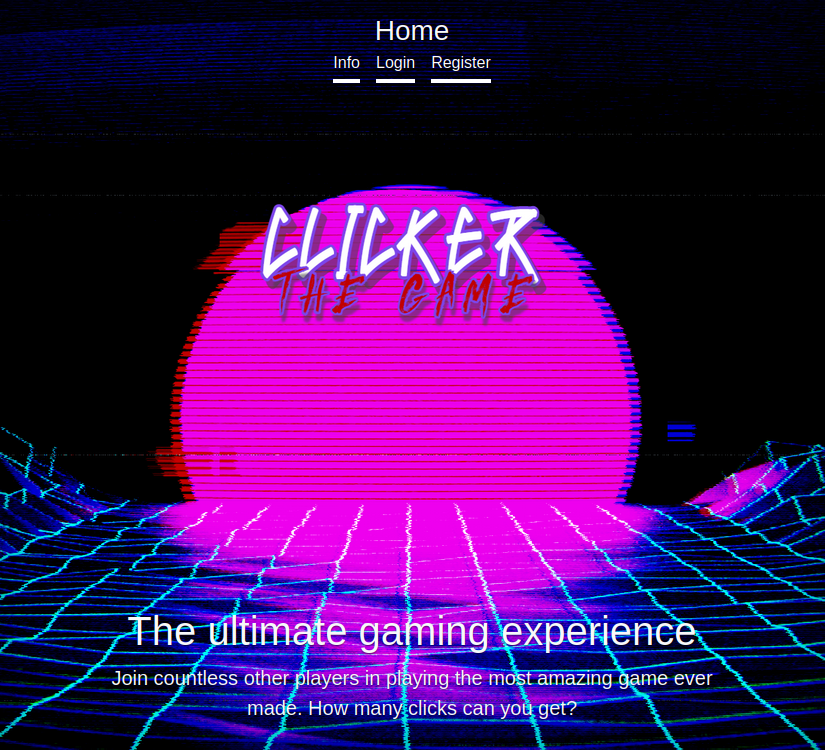 Home
Info Login Register
CLICKER
THE GAME
The ultimate gaming experience
Join countless other players in playing the most amazing game ever
made. How many clicks can you get?